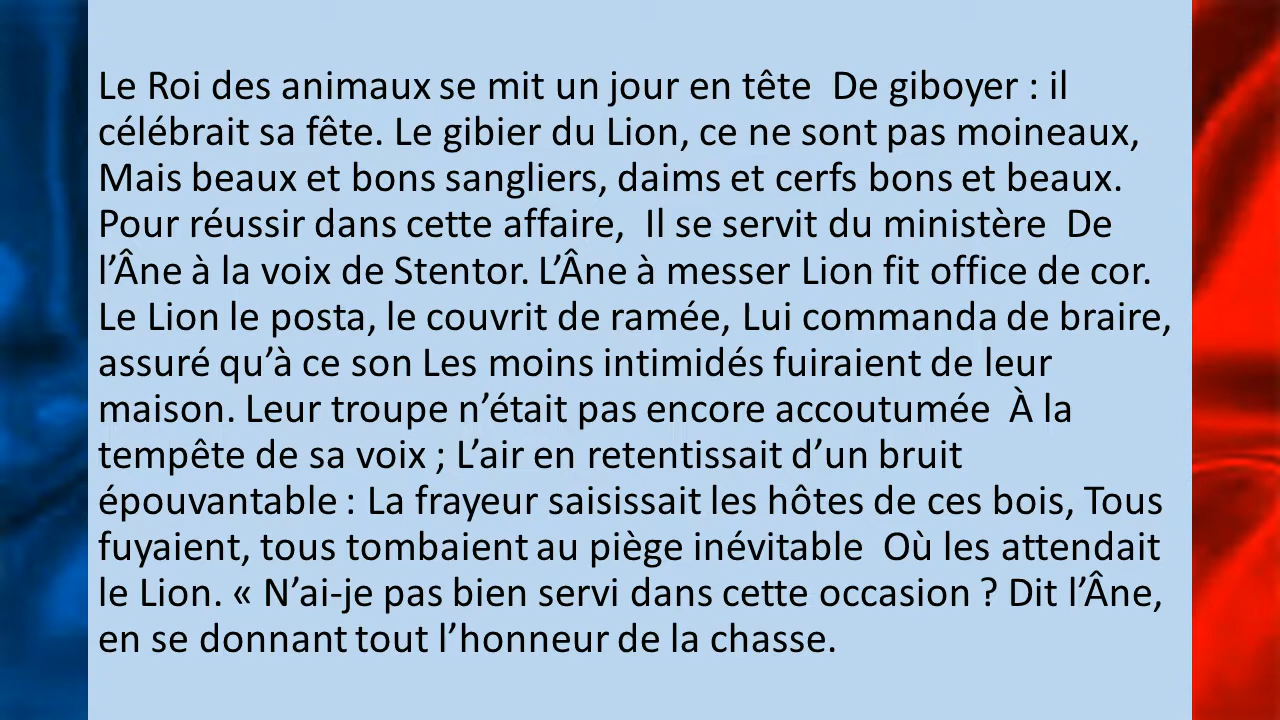 Le Roi des animaux se mit un jour en tête  De giboyer : il
célébrait sa fête. Le gibier du Lion, ce ne sont pas moineaux,
Mais beaux et bons sangliers, daims et cerfs bons et beaux.
Pour réussir dans cette affaire,  Il se servit du ministère  De
l’Âne à la voix de Stentor. L’Âne à messer Lion fit office de cor.
Le Lion le posta, le couvrit de ramée, Lui commanda de braire,
assuré qu’à ce son Les moins intimidés fuiraient de leur
maison. Leur troupe n’était pas encore accoutumée  À la
tempête de sa voix ; L’air en retentissait d’un bruit
épouvantable : La frayeur saisissait les hôtes de ces bois, Tous
fuyaient, tous tombaient au piège inévitable  Où les attendait
le Lion. « N’ai-je pas bien servi dans cette occasion ? Dit l’Âne,
en se donnant tout l’honneur de la chasse.